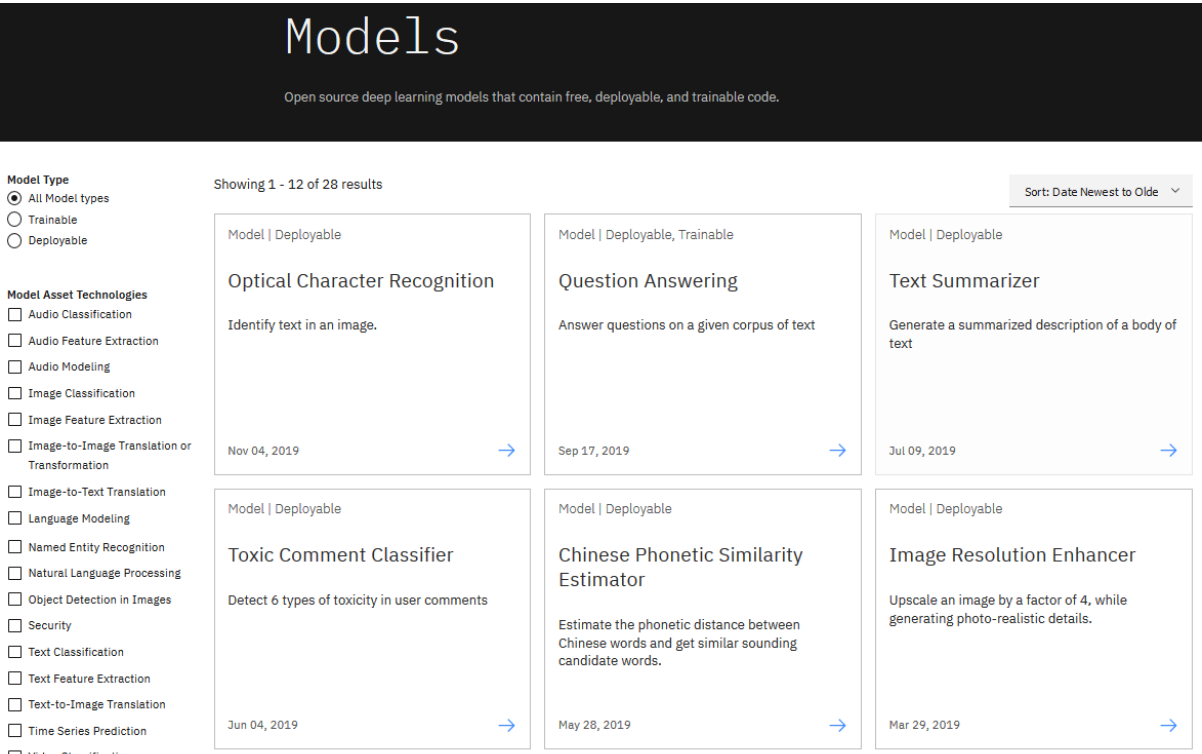 Models
Open source deep learning models that contain free, deployable, and trainable code.
Model Type
All Model types
Trainable
Deployable
Model Asset Technologies
Audio Classification
Audio Feature Extraction
Audio Modeling
Image Classification
Image Feature Extraction
Image-to-Image Translation or
Transformation
Image-to-Text Translation
Language Modeling
Named Entity Recognition
Natural Language Processing
Object Detection in Images
Security
Text Classification
Text Feature Extraction
Text-to-Image Translation
Time Series Prediction
Showing 1 - 12 of 28 results
Sort: Date Newest to Olde
Model | Deployable
Optical Character Recognition
Identify text in an image.
Nov 04, 2019
Model | Deployable, Trainable
Question Answering
Answer questions on a given corpus of text
Sep 17, 2019
Model | Deployable
Text Summarizer
Generate a summarized description of a body of
text
Jul 09, 2019
Model | Deployable
Toxic Comment Classifier
Detect 6 types of toxicity in user comments
Jun 04, 2019
Model | Deployable
Chinese Phonetic Similarity
Estimator
Estimate the phonetic distance between
Chinese words and get similar sounding
candidate words.
May 28, 2019
Model | Deployable
Image Resolution Enhancer
Upscale an image by a factor of 4, while
generating photo-realistic details.
Mar 29, 2019